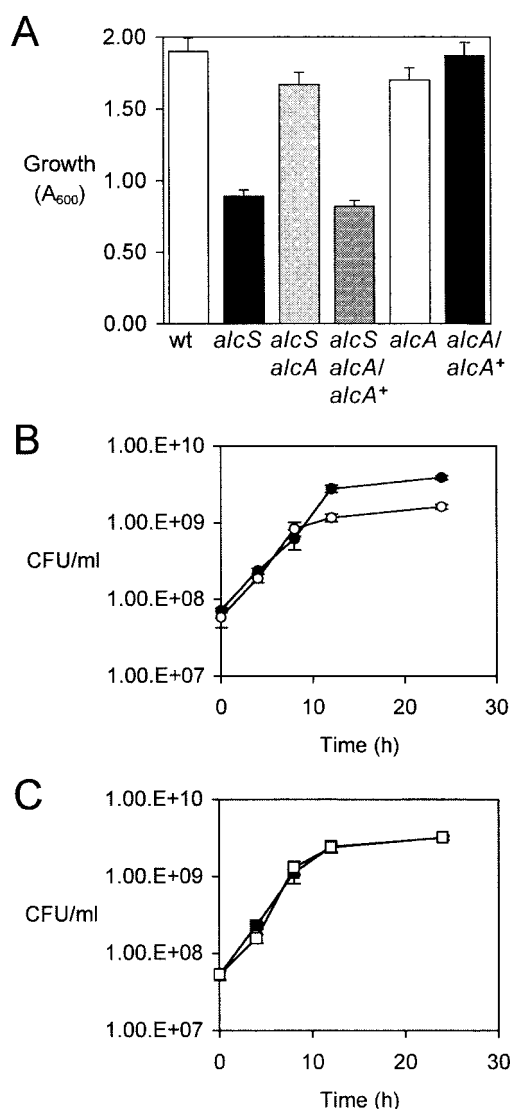 A
2.00
1.50
Growth
(A600)
1.00
0.50
0.00
wt alcS alcS alcS alcA alcA/
alcA alcA/ alcA+
alcA+
B
1.00.E+10
1.00.E+09
CFU/ml
1.00.E+08
1.00.E+07
0 10 20 30
Time (h)
C
1.00.E+10
1.00.E+09
CFU/ml
1.00.E+08
1.00.E+07
0 10 20 30
Time (h)